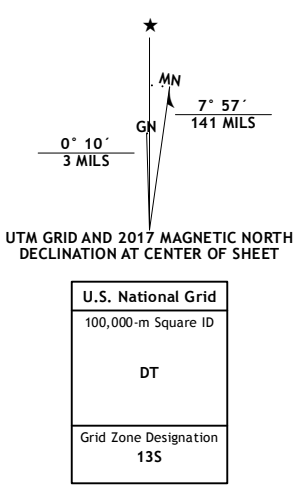 ★
MN
7° 57´
141 MILS
GN
0° 10´
3 MILS
UTM GRID AND 2017 MAGNETIC NORTH
DECLINATION AT CENTER OF SHEET
U.S. National Grid
100,000-m Square ID
DT
Grid Zone Designation
13S